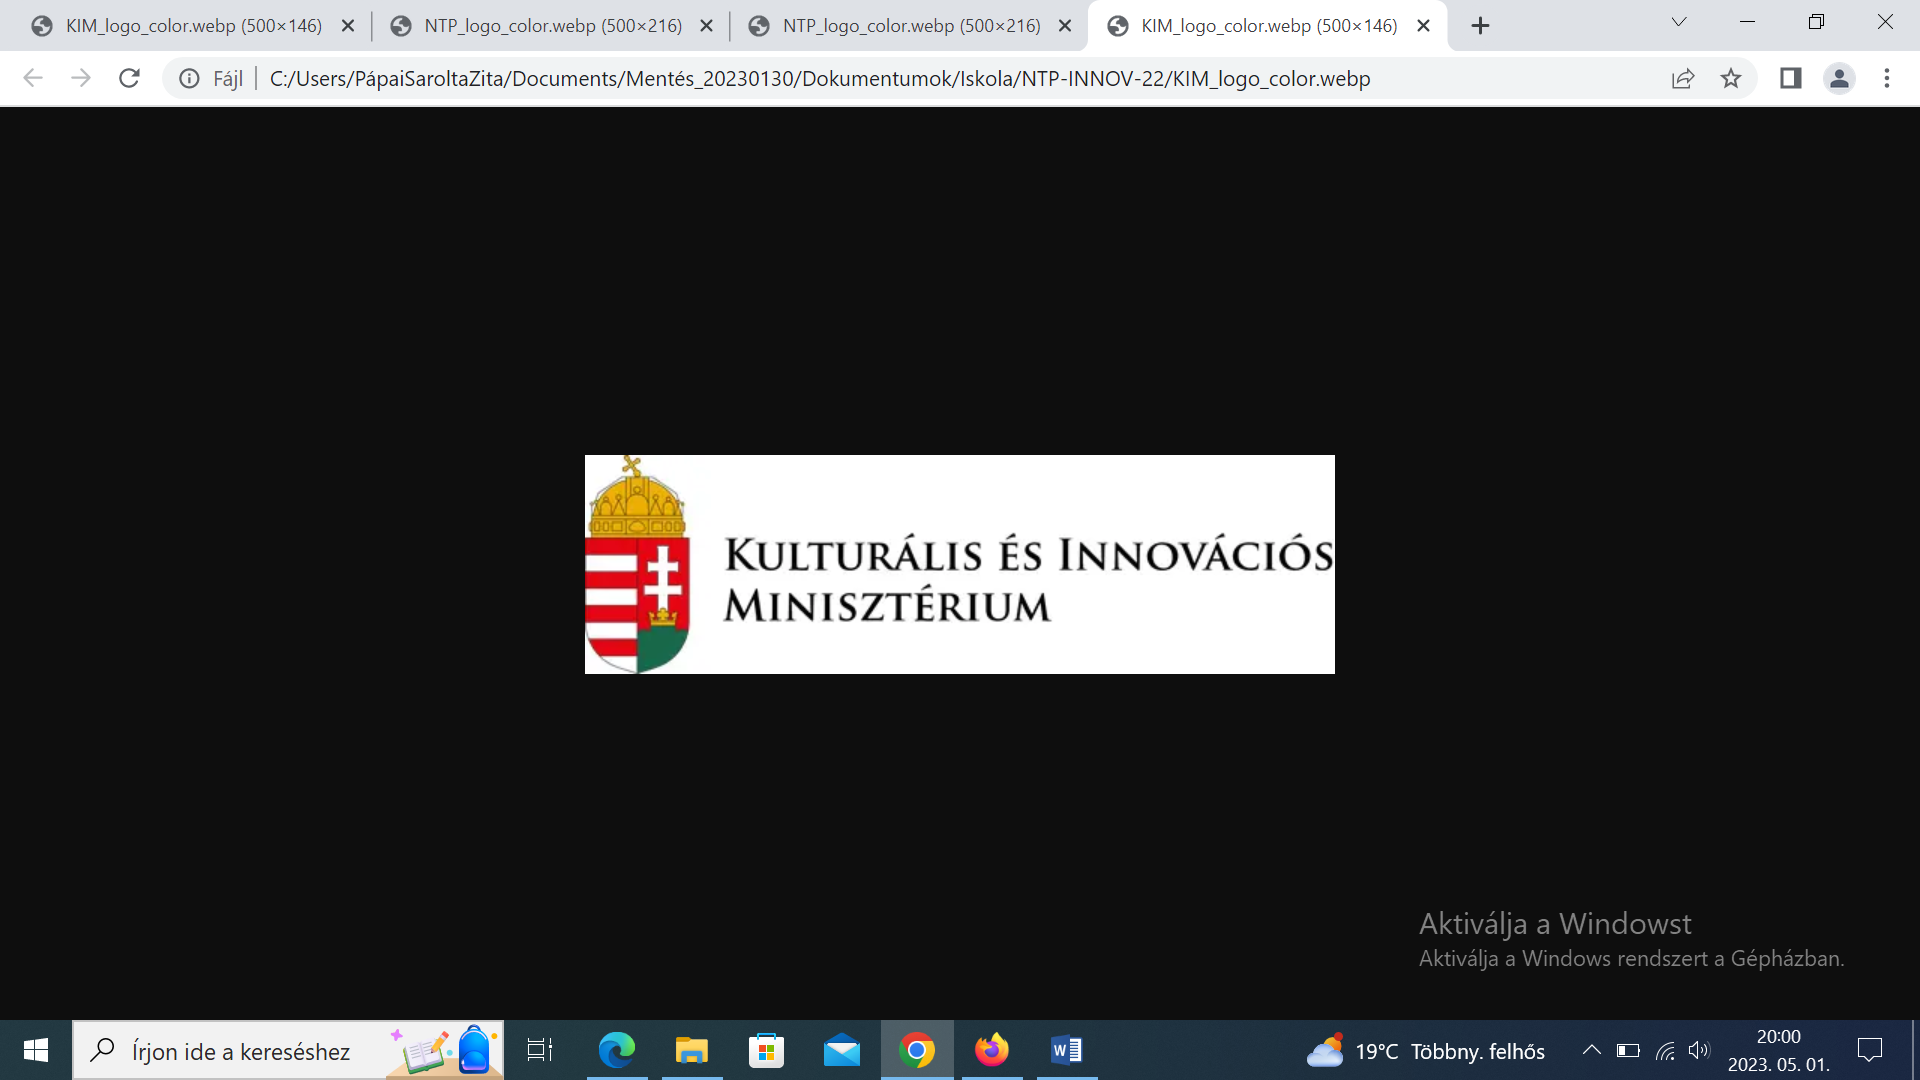 KIM_logo_color.webp (500×146)
NTP_logo_color.webp (500×216)
NTP_logo_color.webp (500×216)
KIM_logo_color.webp (500×146)
Fájl
C:/Users/PápaiSaroltaZita/Documents/Mentés_20230130/Dokumentumok/Iskola/NTP-INNOV-22/KIM_logo_color.webp
KULTURÁLIS ÉS INNOVÁCIÓS
MINISZTÉRIUM
Aktiválja a Windowst
Aktiválja a Windows rendszert a Gépházban.
Írjon ide a kereséshez
19°C Többny. felhős
20:00
2023. 05. 01.